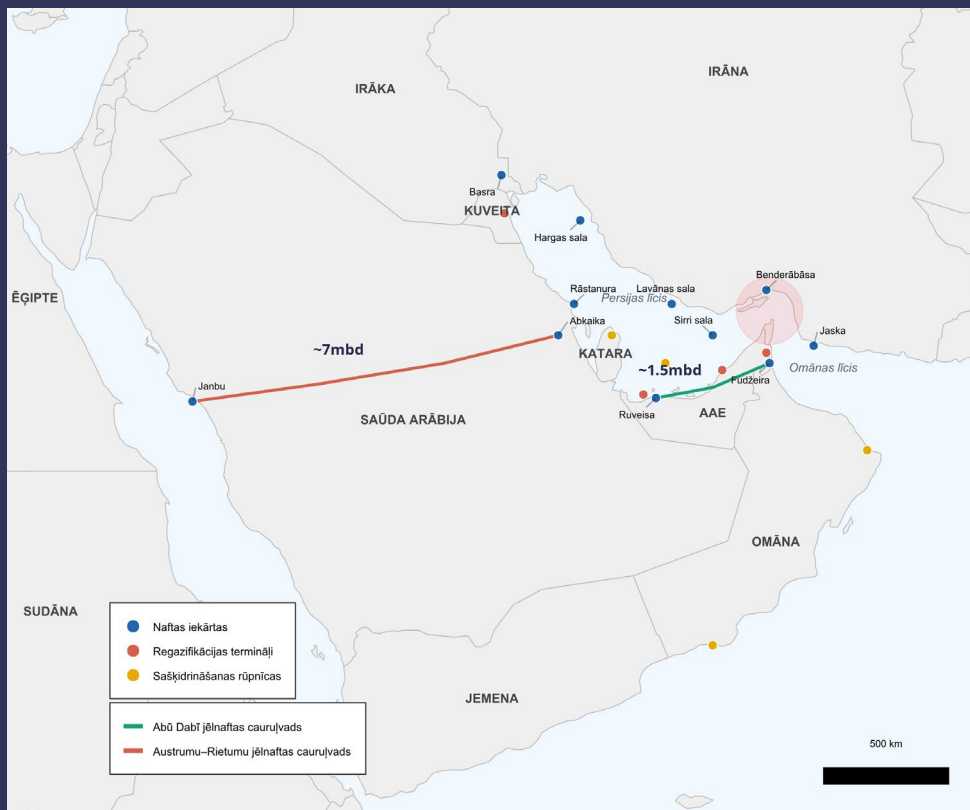 IRĀNA
IRĀKA
Basra
KUVEITA
Hargas sala
Benderābāsa
ĒĢIPTE
Rāstanura
Lavānas sala
Persijas līcis
Abkaika
Sirri sala
Jaska
~7mbd
KATARA
~1.5mbd
Omānas līcis
Fudžeira
Janbu
Ruveisa
AAE
SAŪDA ARĀBIJA
OMĀNA
SUDĀNA
JEMENA
Naftas iekārtas
Regazifikācijas termināļi
Sašķidrināšanas rūpnīcas
Abū Dabī jēlnaftas cauruļvads
Austrumu–Rietumu jēlnaftas cauruļvads
500 km